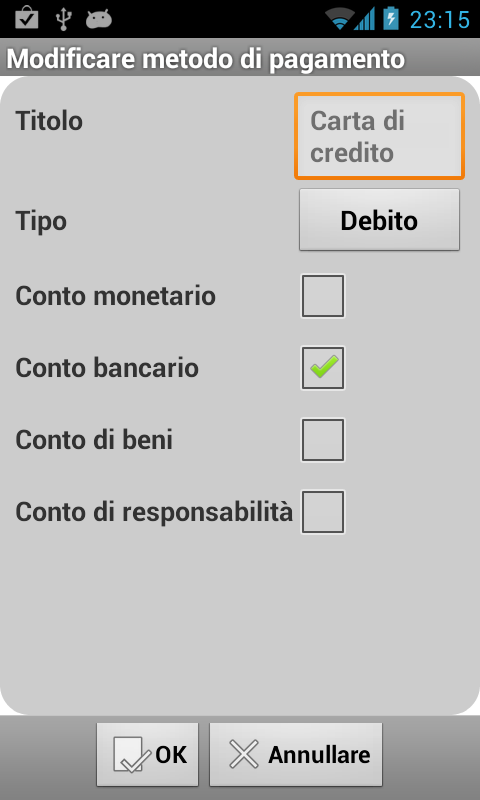 23:15
Modificare metodo di pagamento
Titolo
Carta di
credito
Tipo
Debito
Conto monetario
Conto bancario
Conto di beni
Conto di responsabilità
OK
Annullare